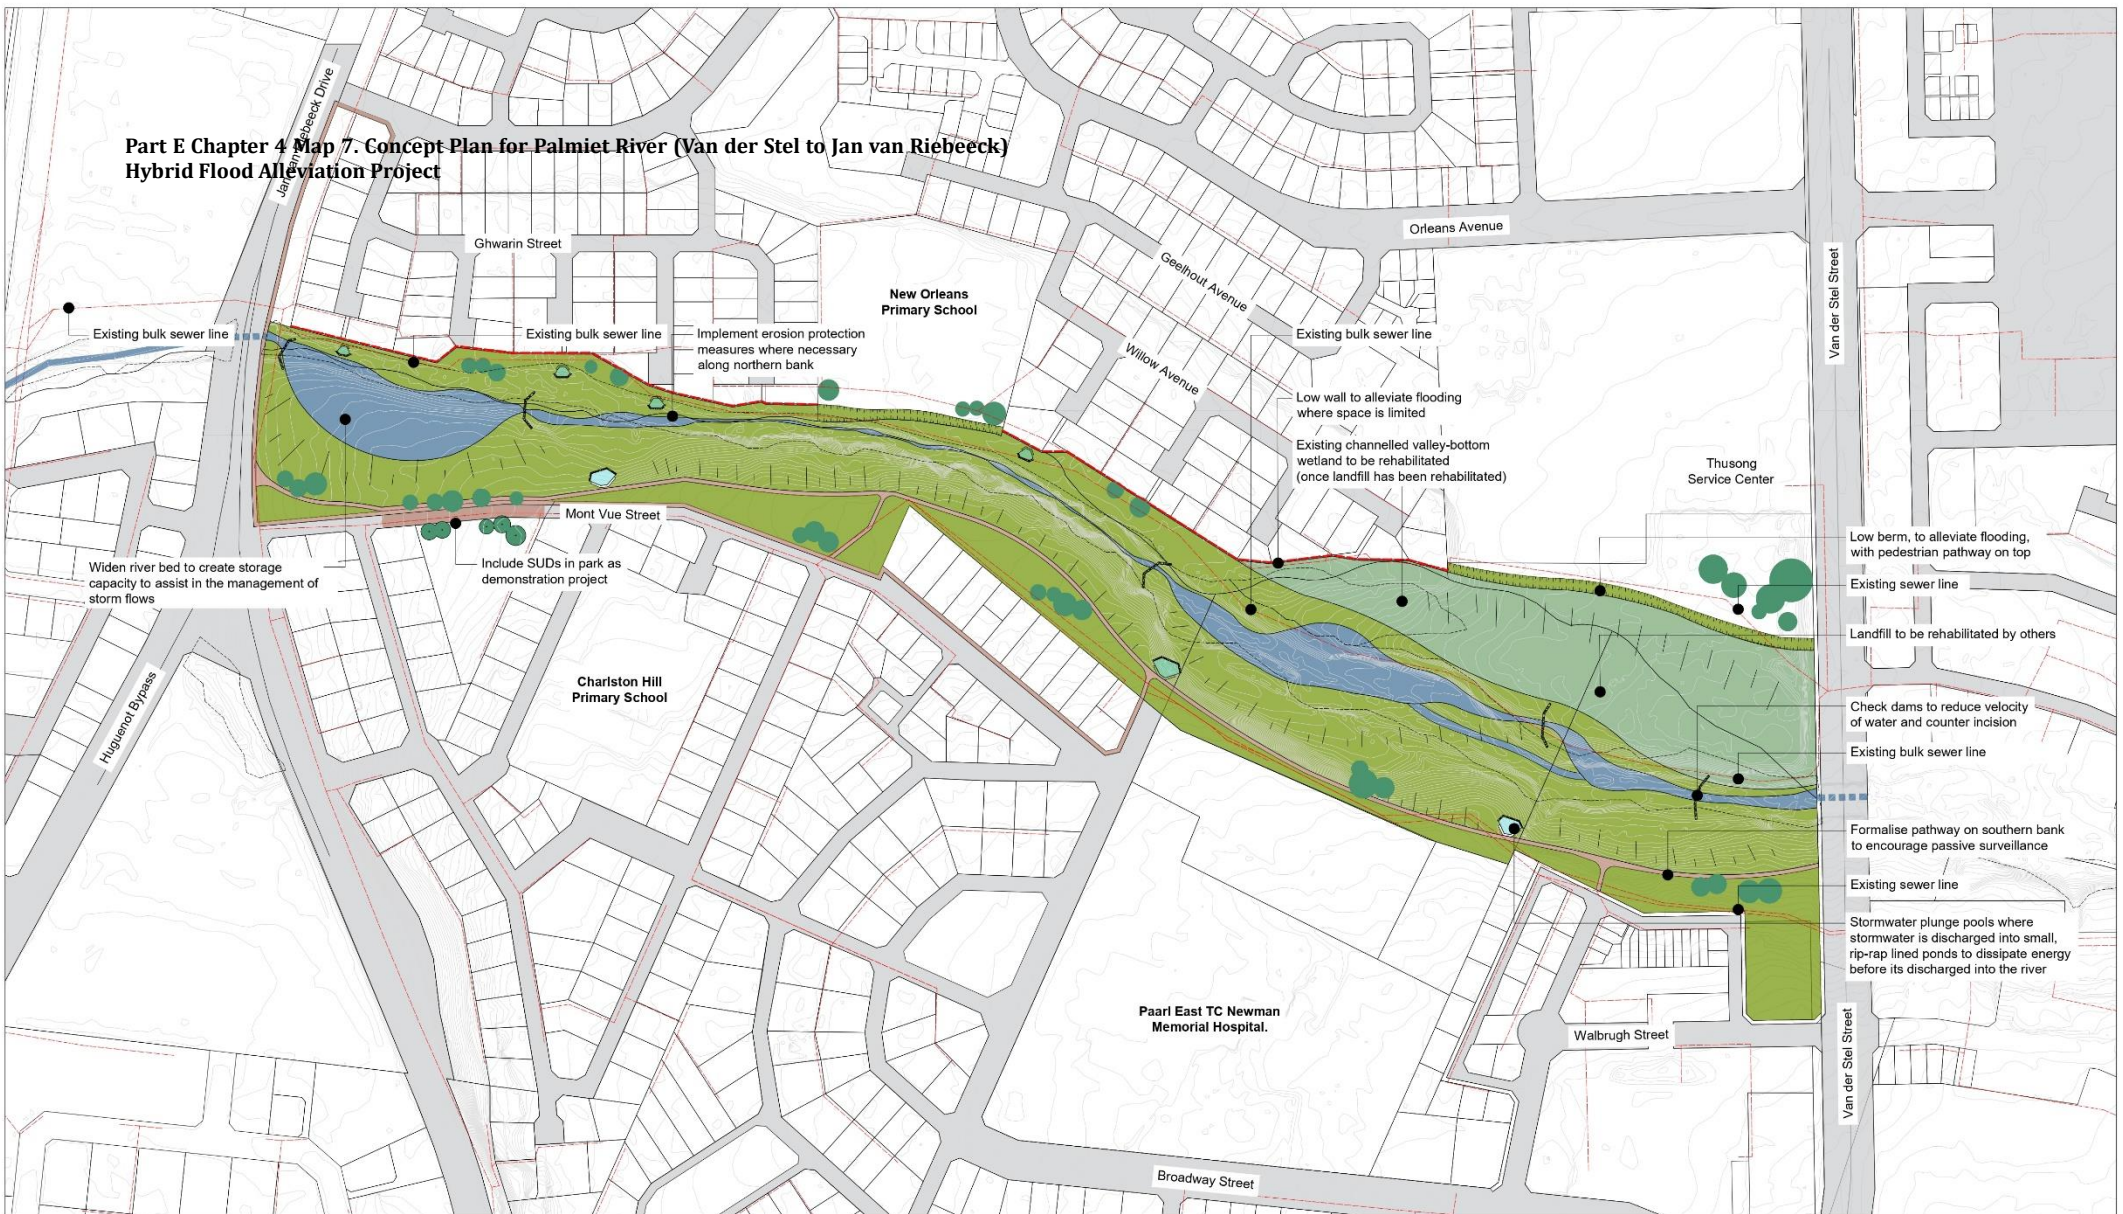 Part E Chapter 4 Map 7. Concept Plan for Palmiet River (Van der Stel to Jan van Riebeeck)
Hybrid Flood Alleviation Project
Jan van Riebeeck Drive
Ghwarin Street
New Orleans
Primary School
Orleans Avenue
Geelhout Avenue
Willow Avenue
Van der Stel Street
Existing bulk sewer line
Existing bulk sewer line
Implement erosion protection
measures where necessary
along northern bank
Existing bulk sewer line
Low wall to alleviate flooding
where space is limited
Existing channelled valley-bottom
wetland to be rehabilitated
(once landfill has been rehabilitated)
Thusong
Service Center
Mont Vue Street
Widen river bed to create storage
capacity to assist in the management of
storm flows
Include SUDs in park as
demonstration project
Low berm, to alleviate flooding,
with pedestrian pathway on top
Existing sewer line
Landfill to be rehabilitated by others
Check dams to reduce velocity
of water and counter incision
Existing bulk sewer line
Formalise pathway on southern bank
to encourage passive surveillance
Existing sewer line
Stormwater plunge pools where
stormwater is discharged into small,
rip-rap lined ponds to dissipate energy
before its discharged into the river
Huguenot Bypass
Charlston Hill
Primary School
Paarl East TC Newman
Memorial Hospital.
Walbrugh Street
Van der Stel Street
Broadway Street